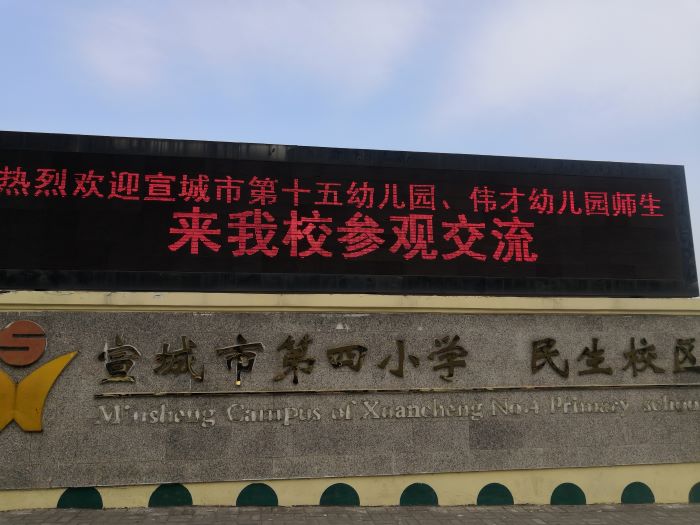 热烈欢迎宣城市第十五幼儿园、伟才幼儿园师生
来我校参观交流
宣城市第四小学 民生校区
M'nsheng Campus of Xuancheng No.4 Primary school